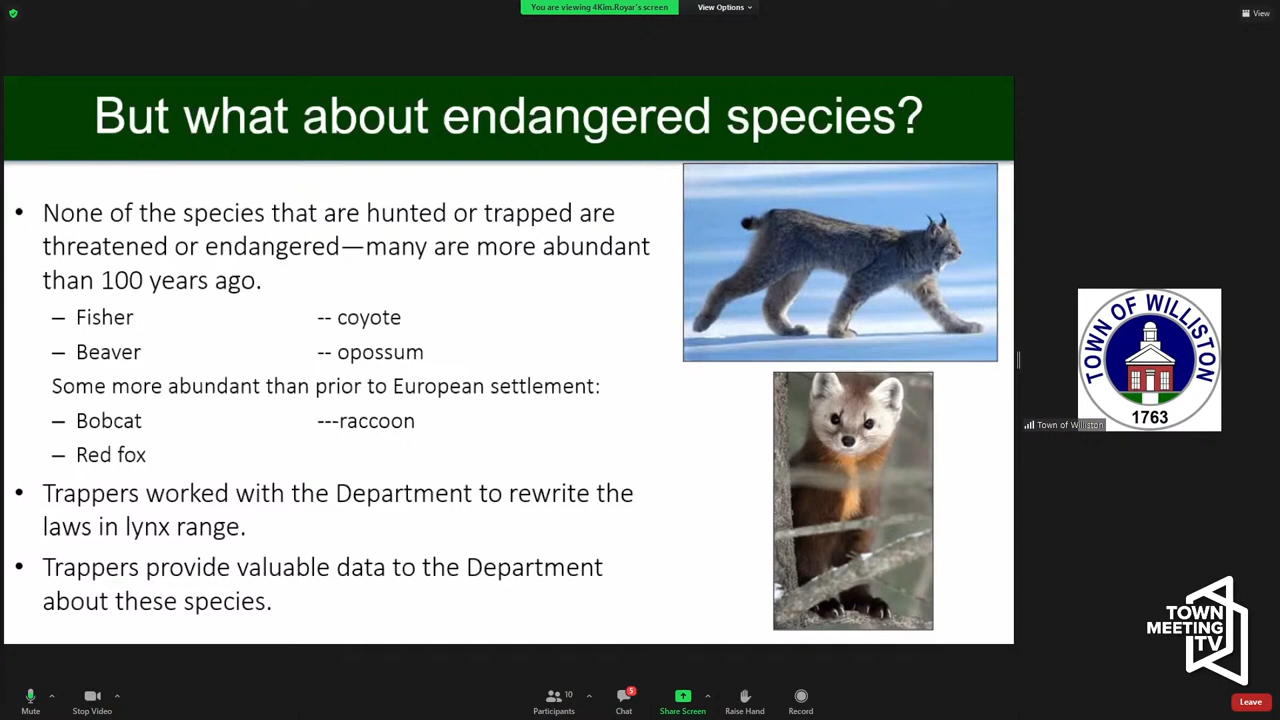 You are viewing 4Kim.Royar's screen
View Options
View
But what about endangered species?
• None of the species that are hunted or trapped are
threatened or endangered—many are more abundant
than 100 years ago.
– Fisher -- coyote
– Beaver -- opossum
Some more abundant than prior to European settlement:
– Bobcat ---raccoon
– Red fox
• Trappers worked with the Department to rewrite the
laws in lynx range.
• Trappers provide valuable data to the Department
about these species.
TOWN OF WILLISTON
1763
Town of Williston
TOWN
MEETING
TV
Mute
Stop Video
Participants
10
Chat
5
Share Screen
Raise Hand
Record
Leave